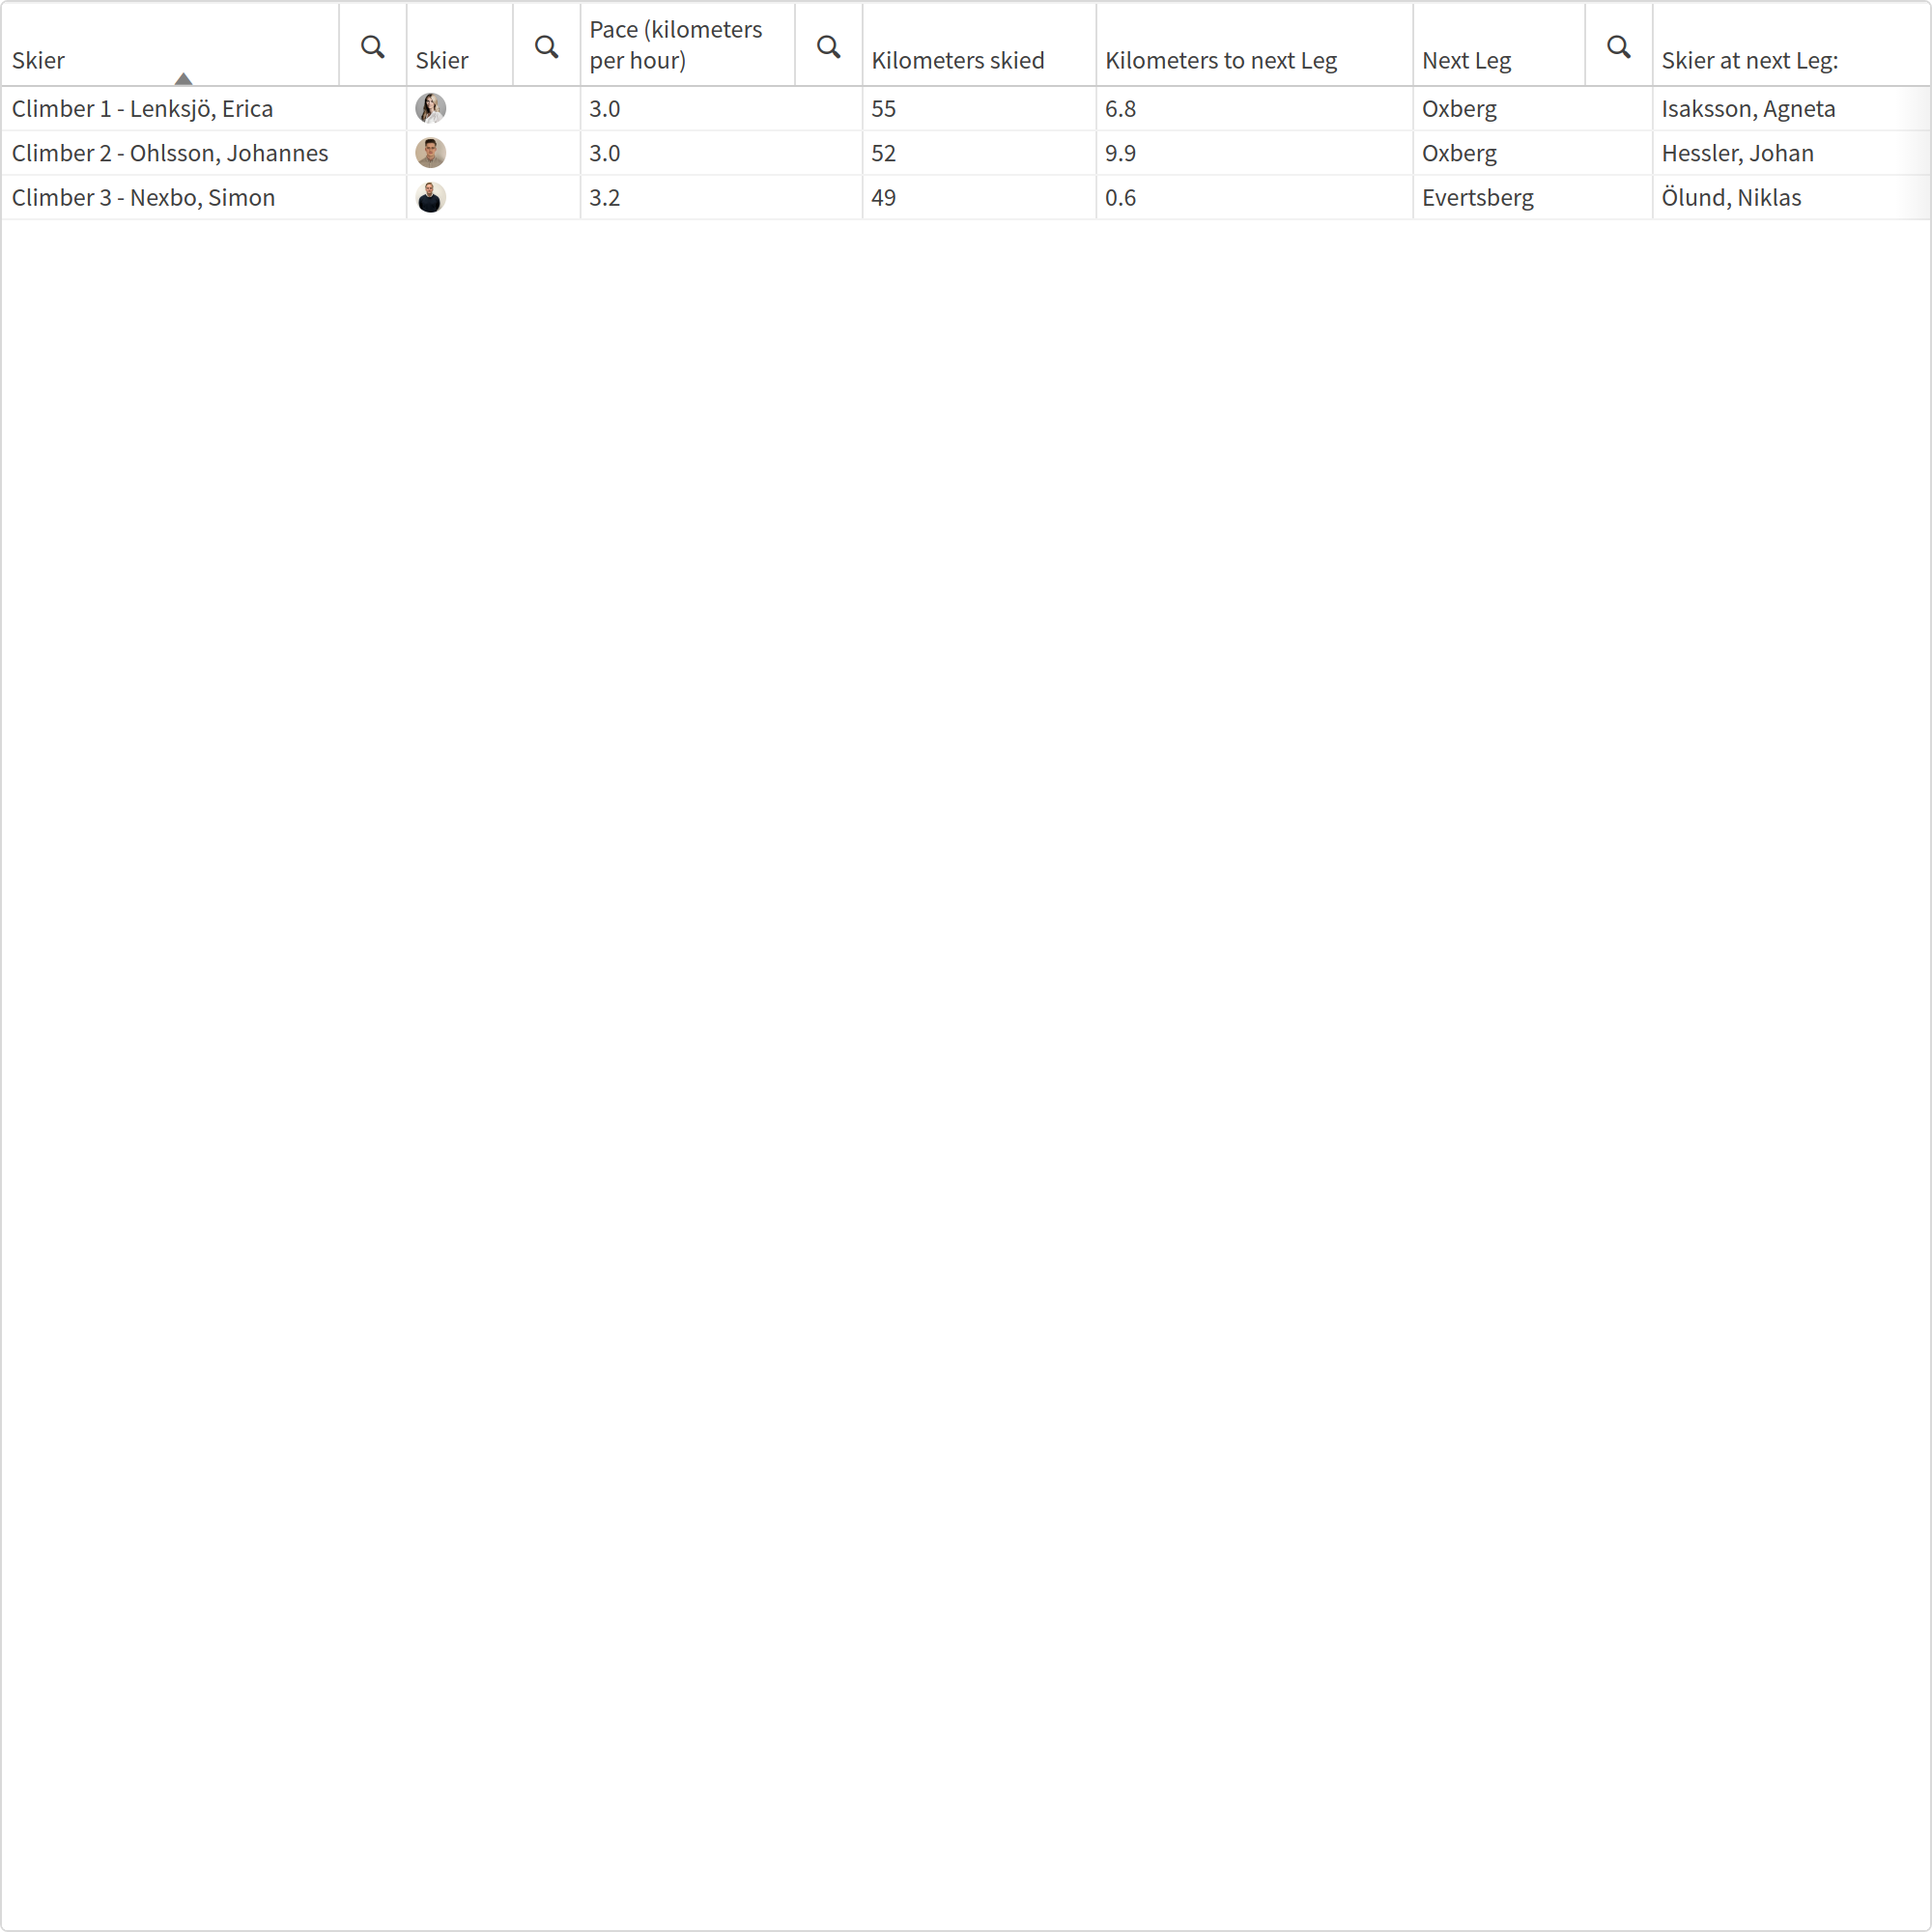 Skier Skier Pace (kilometers per hour) Kilometers skied Kilometers to next Leg Next Leg Skier at next Leg:
Climber 1 - Lenksjö, Erica 3.0 55 6.8 Oxberg Isaksson, Agneta
Climber 2 - Ohlsson, Johannes 3.0 52 9.9 Oxberg Hessler, Johan
Climber 3 - Nexbo, Simon 3.2 49 0.6 Evertsberg Ölund, Niklas